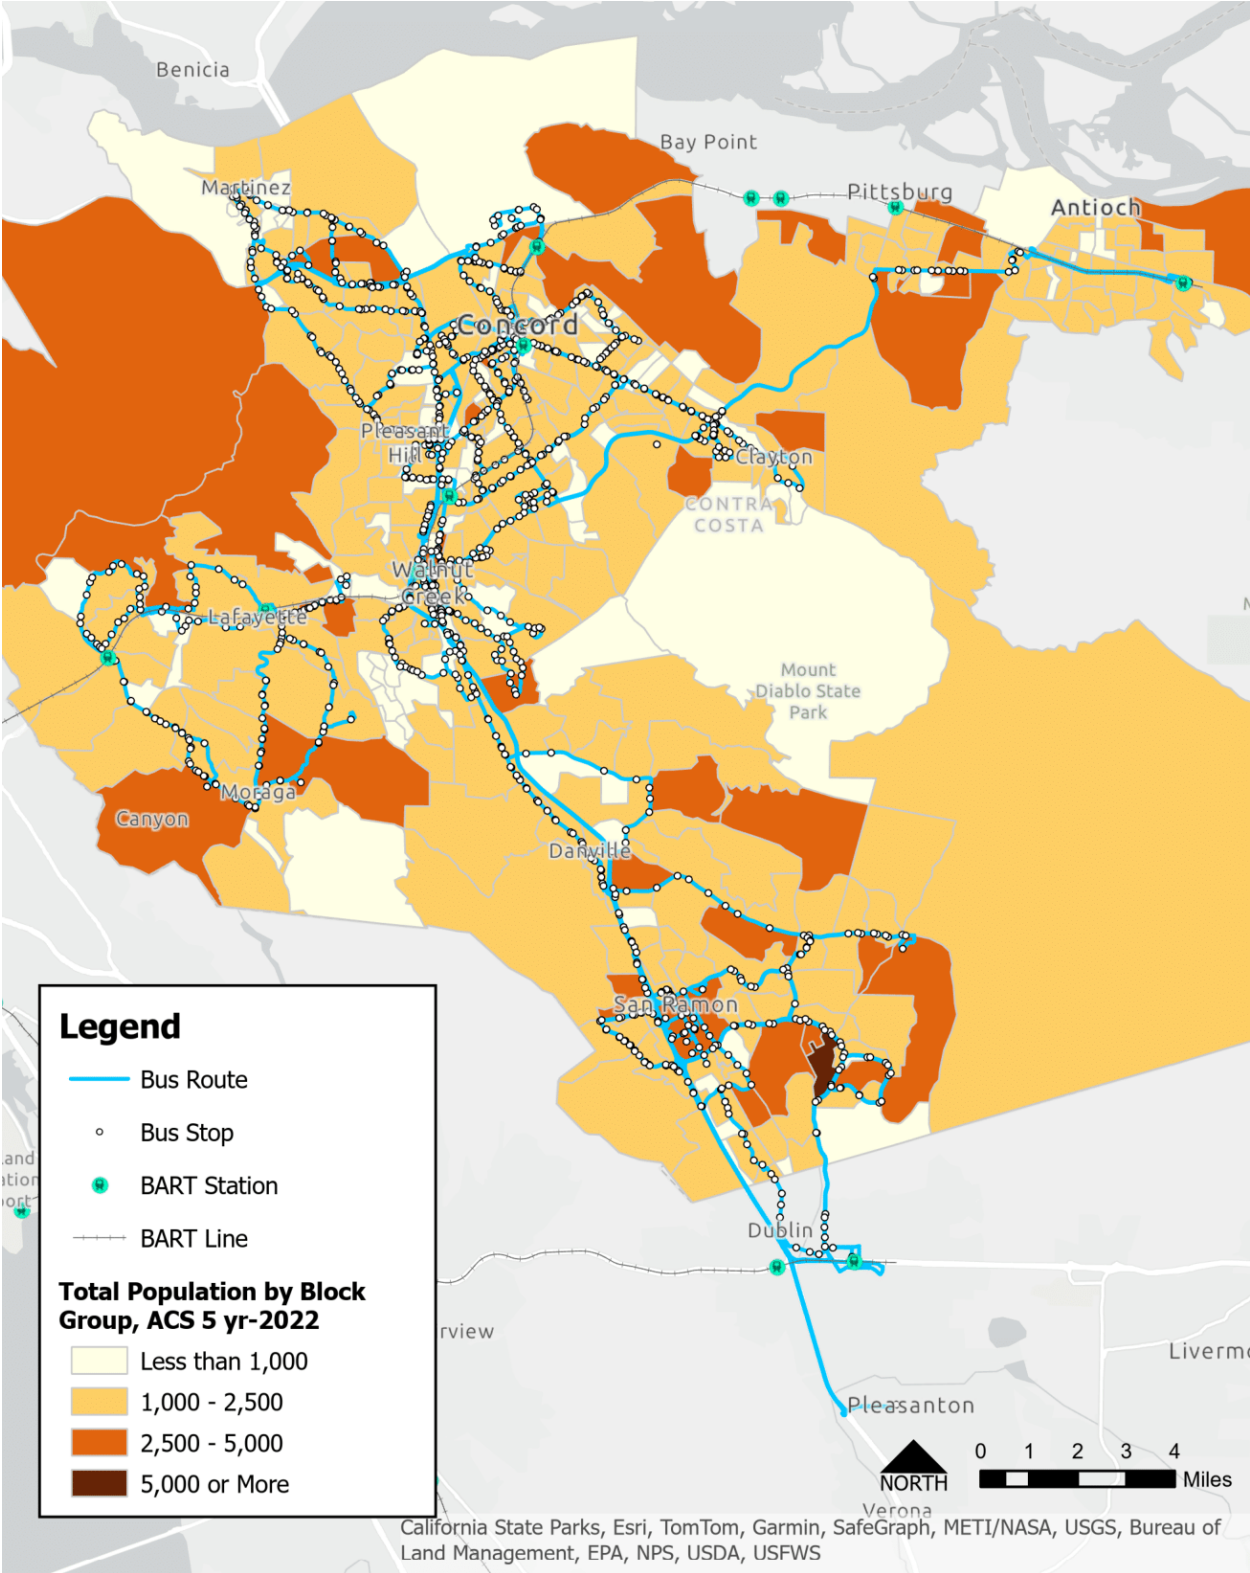 Benicia
Bay Point
Martinez
Pittsburg
Antioch
Concord
Pleasant
Hill
Clayton
CONTRA
COSTA
Walnut
Creek
Lafayette
Mount
Diablo State
Park
Moraga
Canyon
Danville
San Ramon
Legend
Bus Route
Bus Stop
BART Station
BART Line
Total Population by Block
Group, ACS 5 yr-2022
Less than 1,000
1,000 - 2,500
2,500 - 5,000
5,000 or More
Dublin
rview
Livermo
Pleasanton
0 1 2 3 4
Miles
NORTH
Verona
California State Parks, Esri, TomTom, Garmin, SafeGraph, METI/NASA, USGS, Bureau of
Land Management, EPA, NPS, USDA, USFWS